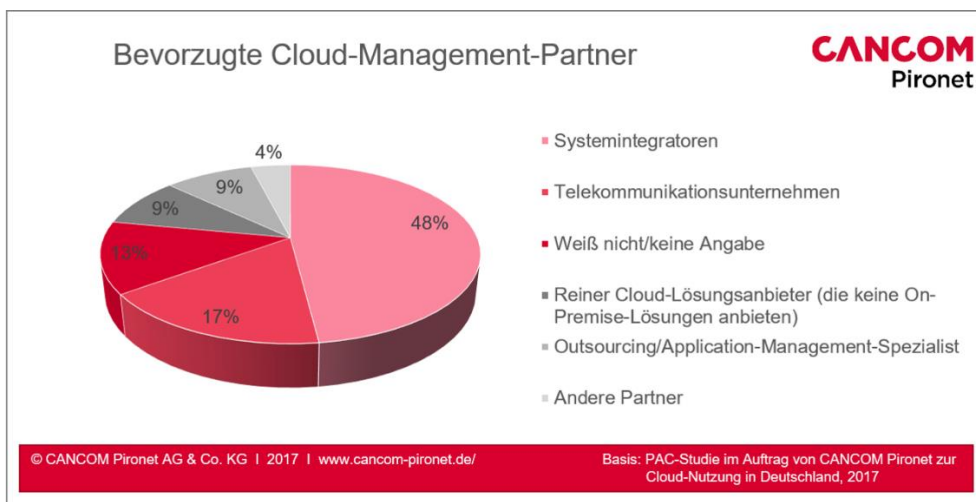 Bevorzugte Cloud-Management-Partner
CANCOM
Pironet
4%
9%
9%
13%
17%
48%
Systemintegratoren
Telekommunikationsunternehmen
Weiß nicht/keine Angabe
Reiner Cloud-Lösungsanbieter (die keine On-
Premise-Lösungen anbieten)
Outsourcing/Application-Management-Spezialist
Andere Partner
© CANCOM Pironet AG & Co. KG I 2017 I www.cancom-pironet.de/
Basis: PAC-Studie im Auftrag von CANCOM Pironet zur
Cloud-Nutzung in Deutschland, 2017